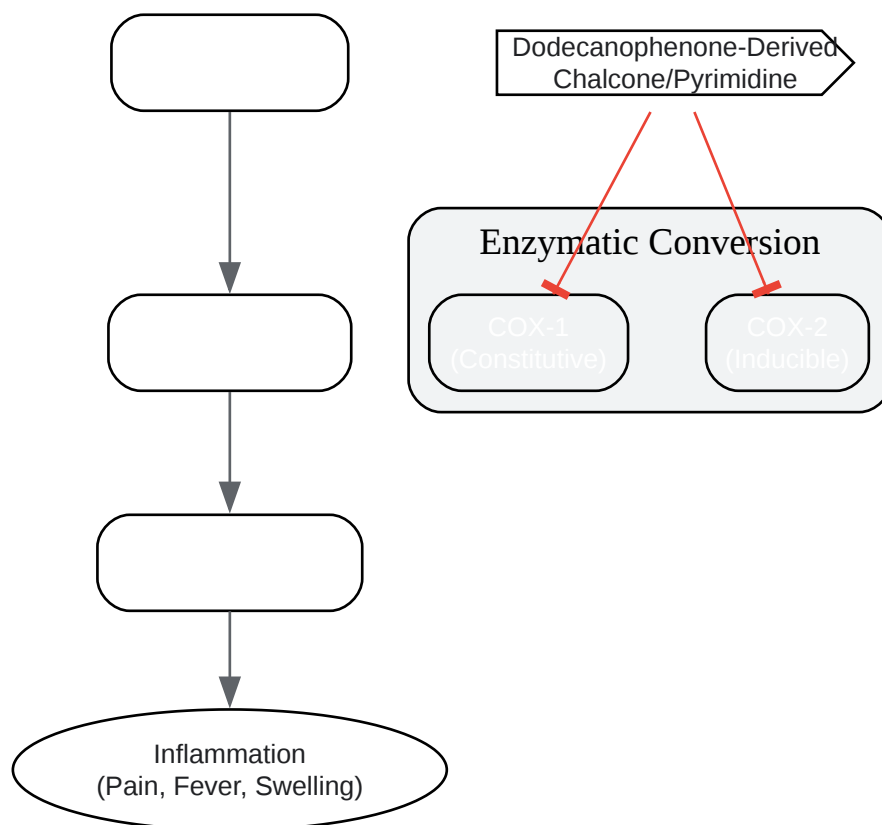 Dodecanophenone-Derived
Chalcone/Pyrimidine
Enzymatic Conversion
COX-1
(Constitutive)
COX-2
(Inducible)
Inflammation
(Pain, Fever, Swelling)